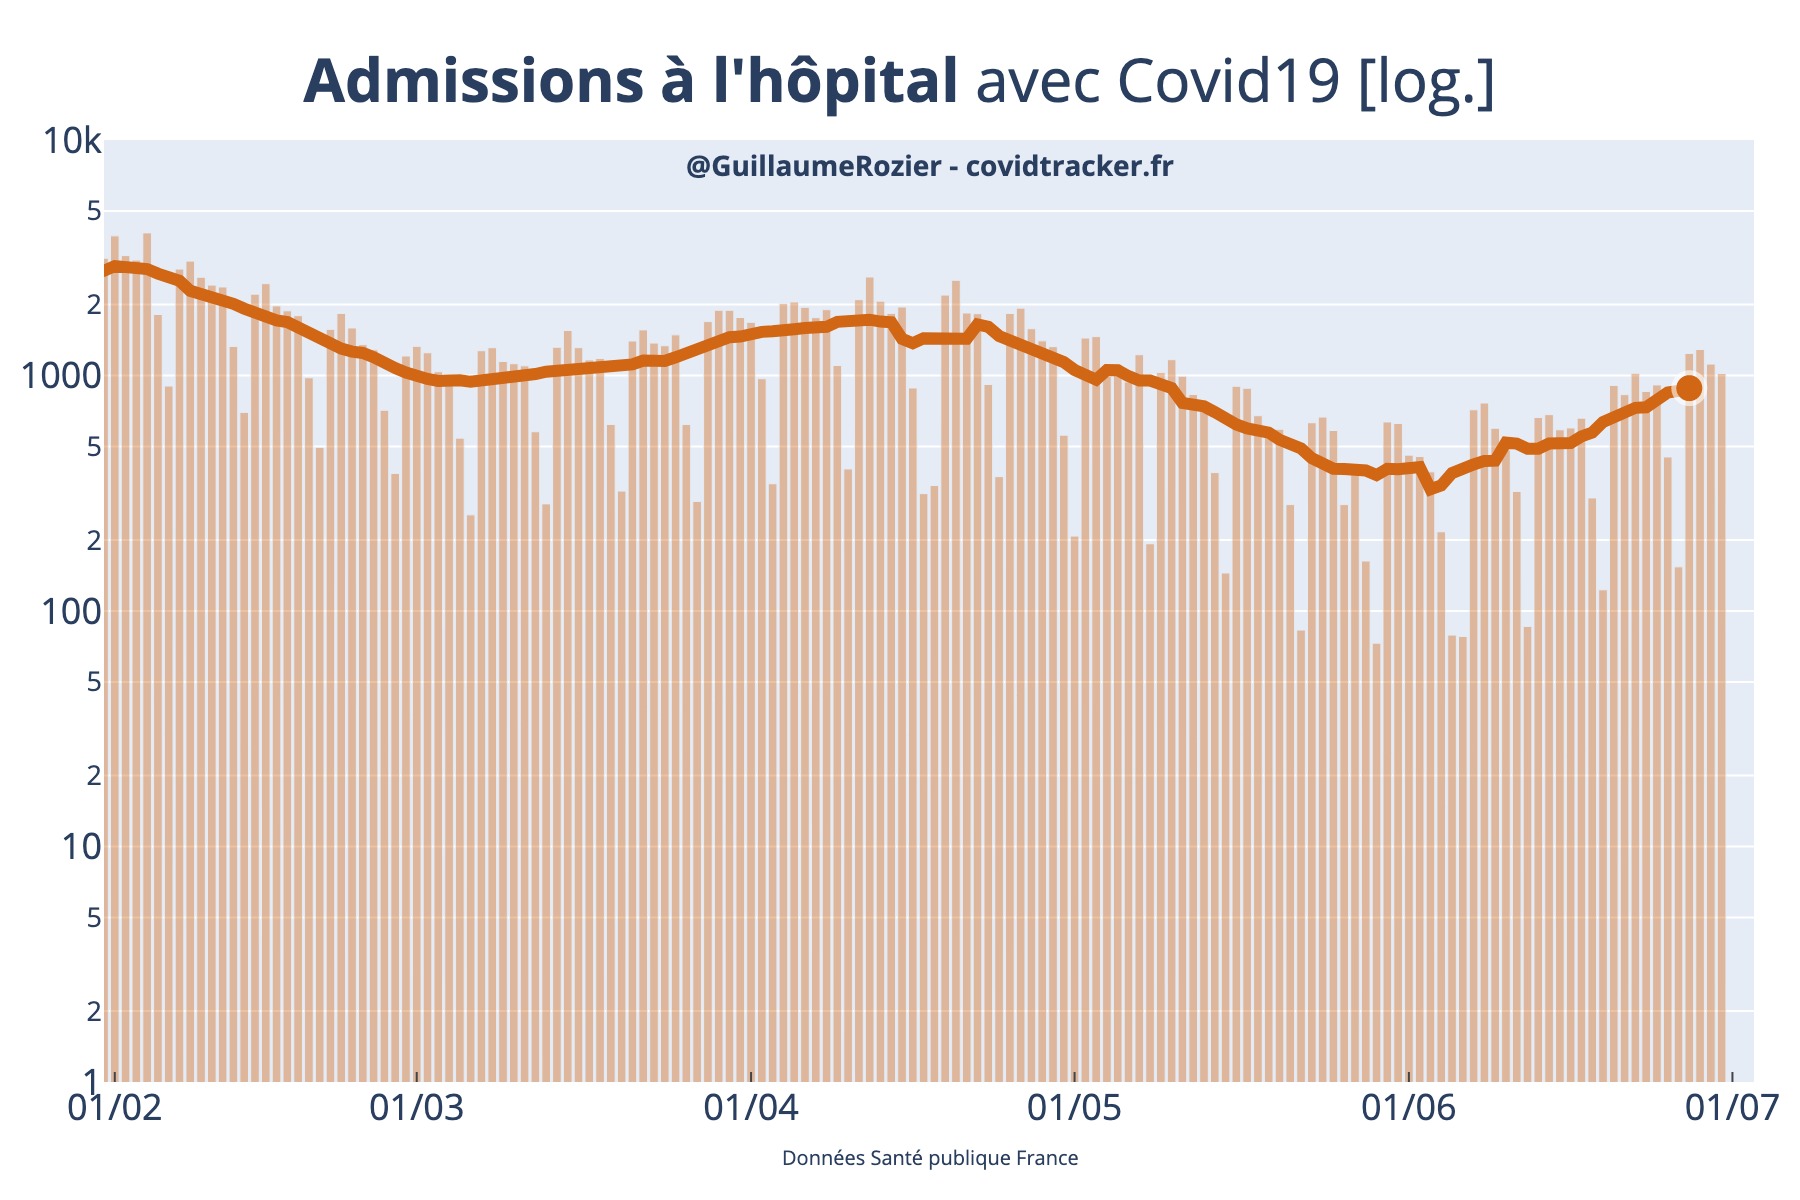 Admissions à l'hôpital avec Covid19 [log.]
@GuillaumeRozier - covidtracker.fr
10k
5
2
1000
5
2
100
5
2
10
5
2
1
01/02 01/03 01/04 01/05 01/06 01/07
Données Santé publique France